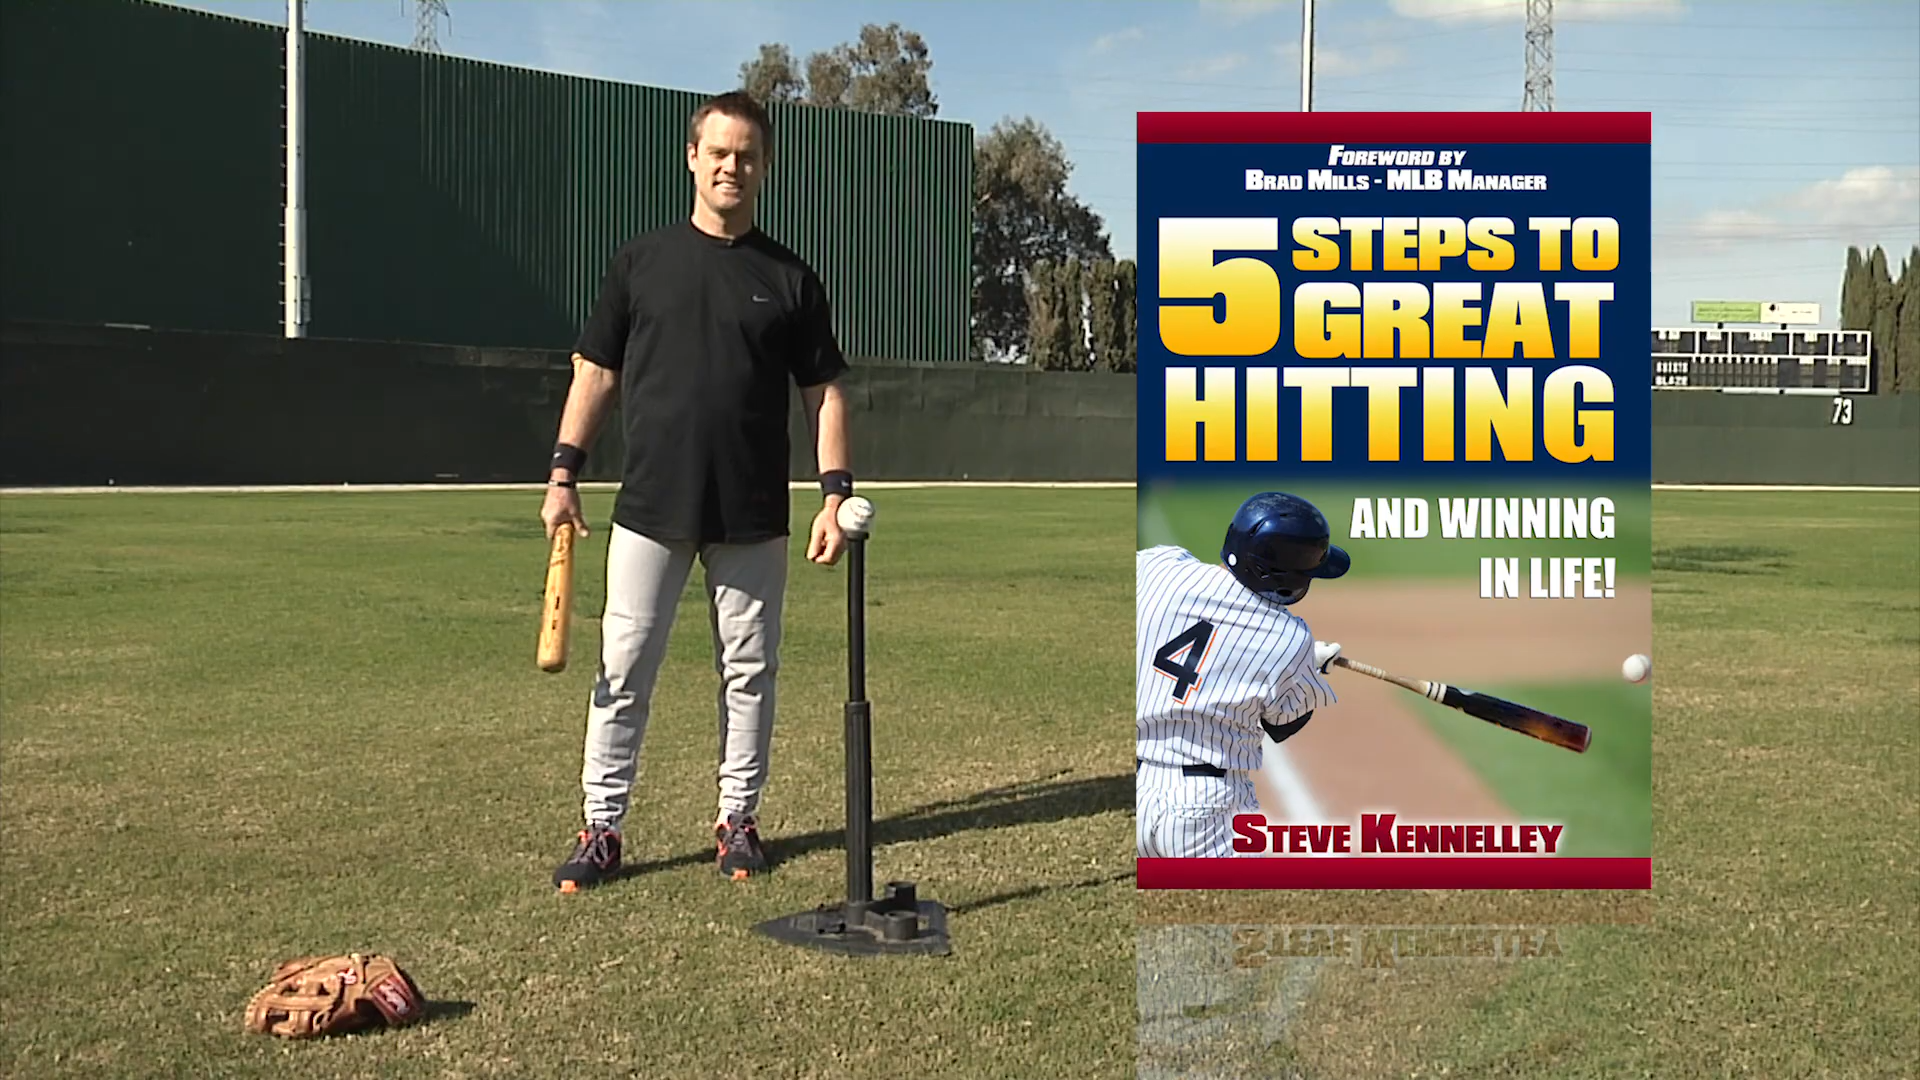 FOREWORD BY
BRAD MILLS - MLB MANAGER
5 STEPS TO
GREAT
HITTING
AND WINNING
IN LIFE!
4
STEVE KENNELLEY
73